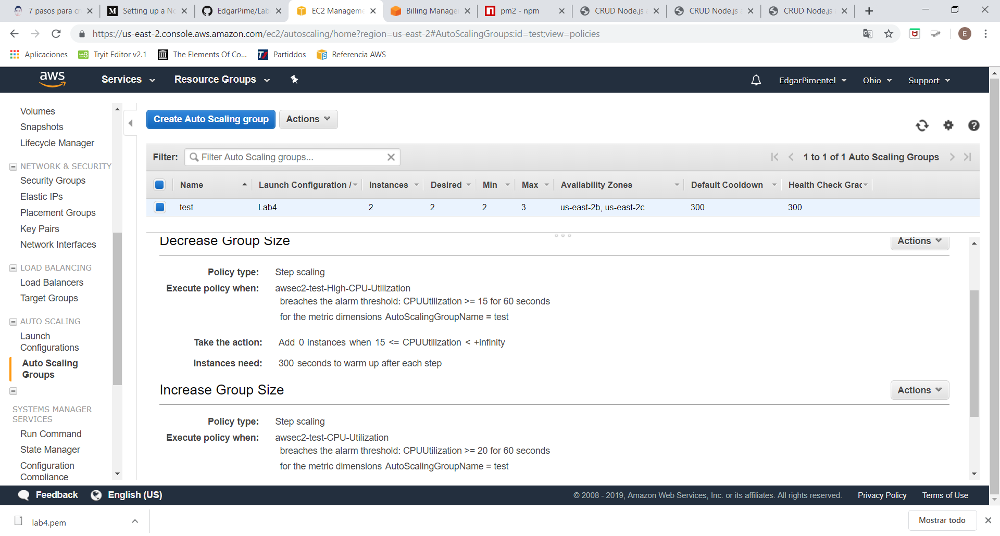 7 pasos para cr
Setting up a No
EdgarPime/Lab
EC2 Manageme
Billing Manage
pm2 - npm
CRUD Node.js
CRUD Node.js
CRUD Node.js
https://us-east-2.console.aws.amazon.com/ec2/autoscaling/home?region=us-east-2#AutoScalingGroups:id=test;view=policies
E
Aplicaciones
Tryit Editor v2.1
The Elements Of Co...
Partiddos
Referencia AWS
aws
Services
Resource Groups
EdgarPimentel
Ohio
Support
Volumes
Snapshots
Lifecycle Manager
NETWORK & SECURITY
Security Groups
Elastic IPs
Placement Groups
Key Pairs
Network Interfaces
LOAD BALANCING
Load Balancers
Target Groups
AUTO SCALING
Launch
Configurations
Auto Scaling
Groups
SYSTEMS MANAGER
SERVICES
Run Command
State Manager
Configuration
Compliance
Create Auto Scaling group
Actions
Filter:
Filter Auto Scaling groups...
1 to 1 of 1 Auto Scaling Groups
Name
Launch Configuration /
Instances
Desired
Min
Max
Availability Zones
Default Cooldown
Health Check Grac
test
Lab4
2
2
2
3
us-east-2b, us-east-2c
300
300
Decrease Group Size
Actions
Policy type: Step scaling
Execute policy when: awsec2-test-High-CPU-Utilization
breaches the alarm threshold: CPUUtilization >= 15 for 60 seconds
for the metric dimensions AutoScalingGroupName = test
Take the action: Add 0 instances when 15 <= CPUUtilization < +infinity
Instances need: 300 seconds to warm up after each step
Increase Group Size
Actions
Policy type: Step scaling
Execute policy when: awsec2-test-CPU-Utilization
breaches the alarm threshold: CPUUtilization >= 20 for 60 seconds
for the metric dimensions AutoScalingGroupName = test
Feedback
English (US)
© 2008 - 2019, Amazon Web Services, Inc. or its affiliates. All rights reserved.
Privacy Policy
Terms of Use
lab4.pem
Mostrar todo